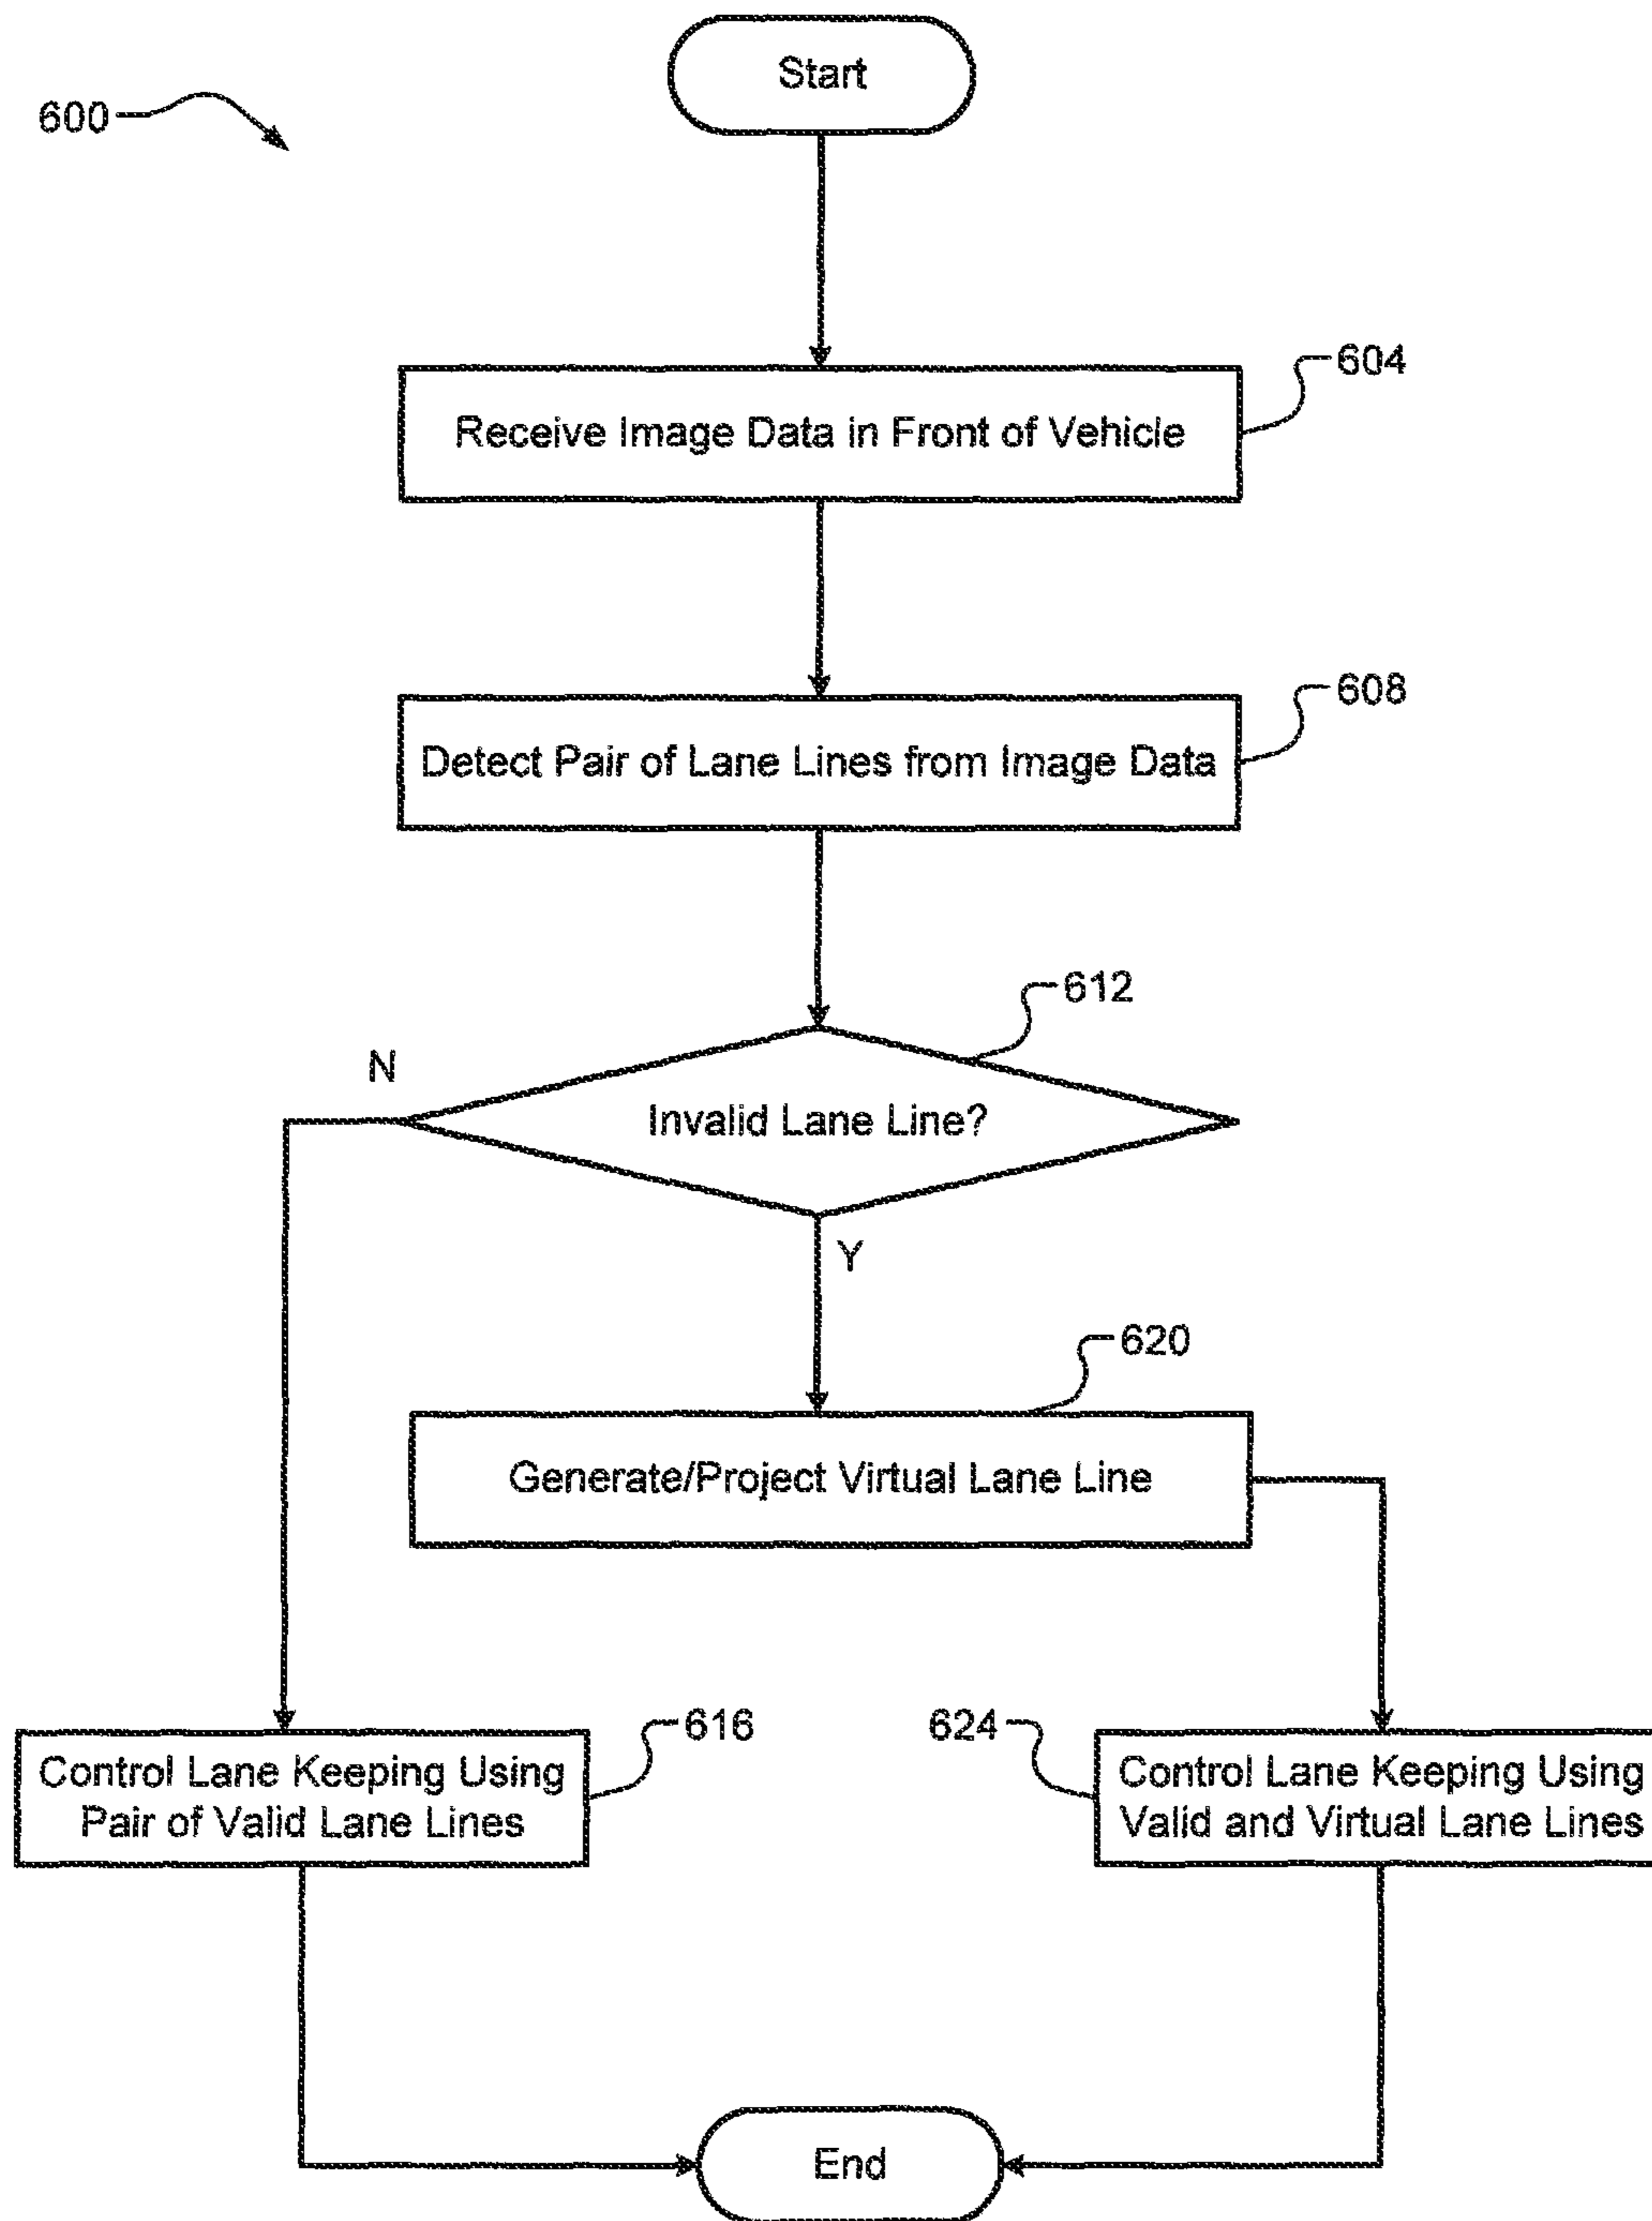 Start
600
604
Receive Image Data in Front of Vehicle
608
Detect Pair of Lane Lines from Image Data
612
N
Invalid Lane Line?
Y
620
Generate/Project Virtual Lane Line
616
624
Control Lane Keeping Using
Pair of Valid Lane Lines
Control Lane Keeping Using
Valid and Virtual Lane Lines
End